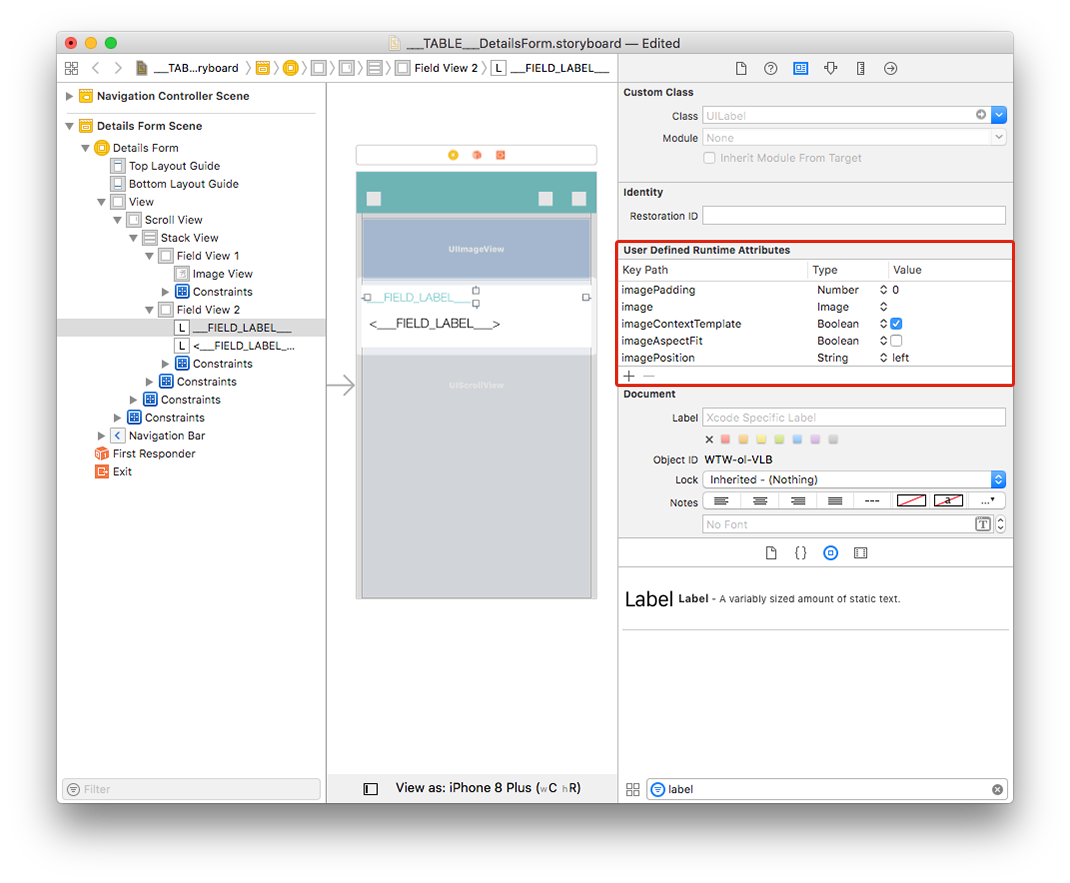 ___TABLE___DetailsForm.storyboard — Edited
___TAB...ryboard
Field View 2
L ___FIELD_LABEL___
Navigation Controller Scene
Details Form Scene
Details Form
Top Layout Guide
Bottom Layout Guide
View
Scroll View
Stack View
Field View 1
Image View
Constraints
Field View 2
L ___FIELD_LABEL___
L <___FIELD_LABEL_...
Constraints
Constraints
Constraints
Constraints
Navigation Bar
First Responder
Exit
Filter
UIImageView
___FIELD_LABEL___
<___FIELD_LABEL___>
UIScrollView
View as: iPhone 8 Plus (wC hR)
Custom Class
Class UILabel
Module None
Inherit Module From Target
Identity
Restoration ID
User Defined Runtime Attributes
Key Path Type Value
imagePadding Number 0
image Image
imageContextTemplate Boolean
imageAspectFit Boolean
imagePosition String left
Document
Label Xcode Specific Label
Object ID WTW-ol-VLB
Lock Inherited - (Nothing)
Notes --- a ...
No Font T
{}
Label Label - A variably sized amount of static text.
label